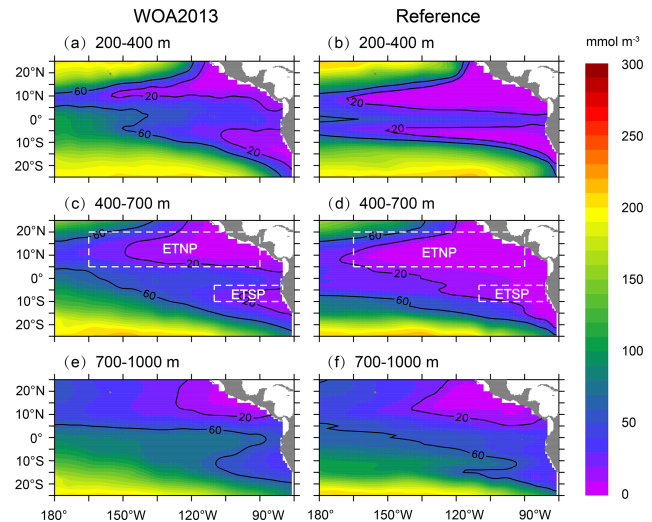 WOA2013 Reference
(a) 200-400 m (b) 200-400 m mmol m⁻³
20°N 10°N 0° 10°S 20°S
60 20 60 20
20 20
300 250 200 150 100 50 0
(c) 400-700 m (d) 400-700 m
20°N 10°N 0° 10°S 20°S
60 ETNP 20 60 ETSP 20
60 ETNP 20 60 ETSP
(e) 700-1000 m (f) 700-1000 m
20°N 10°N 0° 10°S 20°S
20 60
20 60
180° 150°W 120°W 90°W 180° 150°W 120°W 90°W